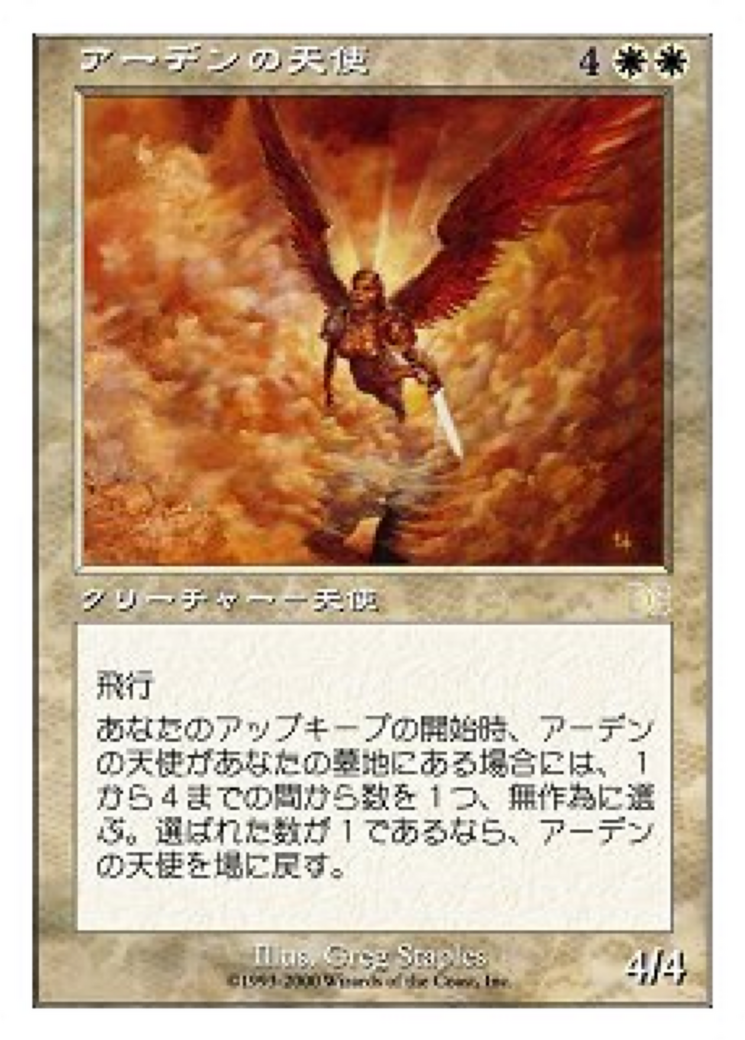 アーデンの天使 4
クリーチャー－天使
飛行
あなたのアップキープの開始時、アーデン
の天使があなたの墓地にある場合には、1
から4までの間から数を1つ、無作為に選
ぶ。選ばれた数が1であるなら、アーデン
の天使を場に戻す。
Illus. Greg Staples
©1993-2000 Wizards of the Coast, Inc.
4/4